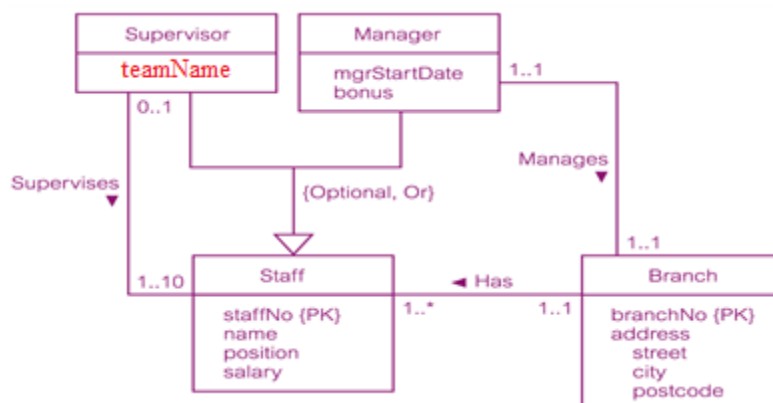 Supervisor
teamName
Manager
mgrStartDate
bonus
0..1
1..1
Supervises
▼
Manages
▼
{Optional, Or}
1..10
1..1
Staff
staffNo {PK}
name
position
salary
◄ Has
1..*
1..1
Branch
branchNo {PK}
address
street
city
postcode